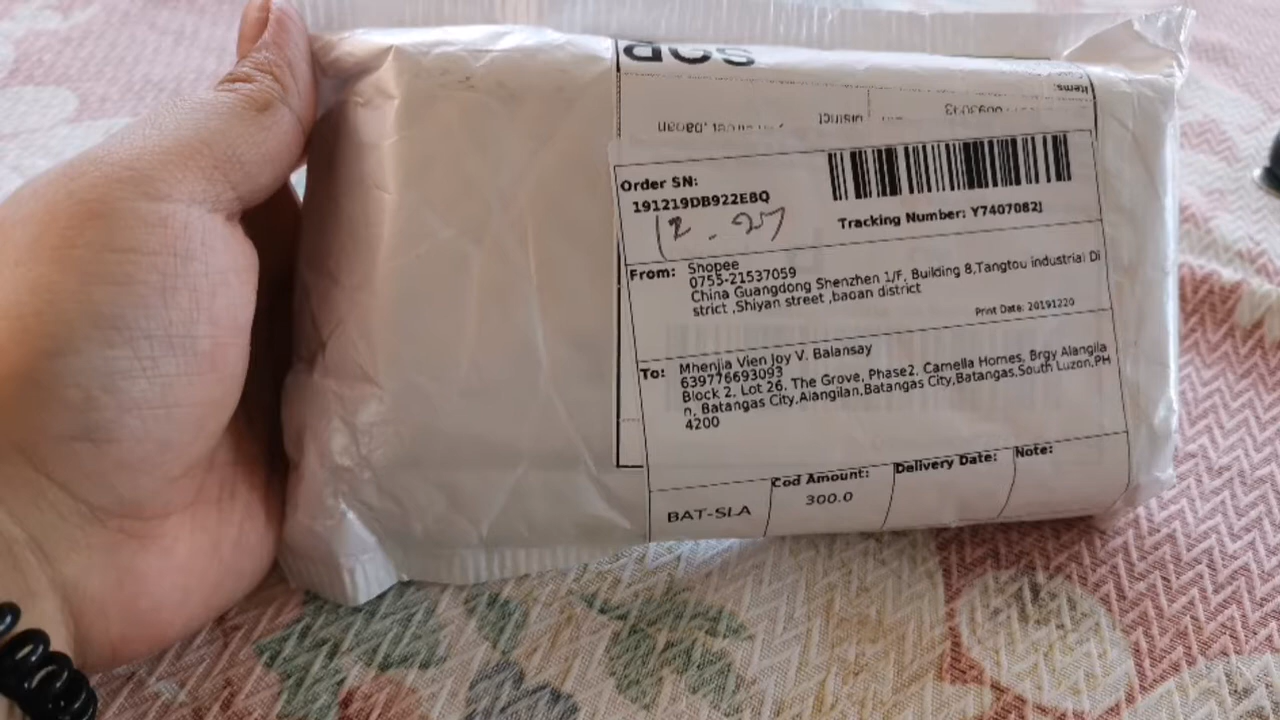 Items:
District
Order SN:
191219DB922E8Q
12-27
Tracking Number: Y7407082J
From: Shopee
0755-21537059
China Guangdong Shenzhen 1/F, Building 8,Tangtou industrial Di
strict ,Shiyan street ,baoan district
Print Date: 20191220
To: Mhenjia Vien Joy V. Balansay
639776693093
Block 2, Lot 26, The Grove, Phase2, Camella Homes, Brgy Alangila
n, Batangas City,Alangilan,Batangas City,Batangas,South Luzon,PH
4200
BAT-SLA
Cod Amount:
300.0
Delivery Date:
Note: